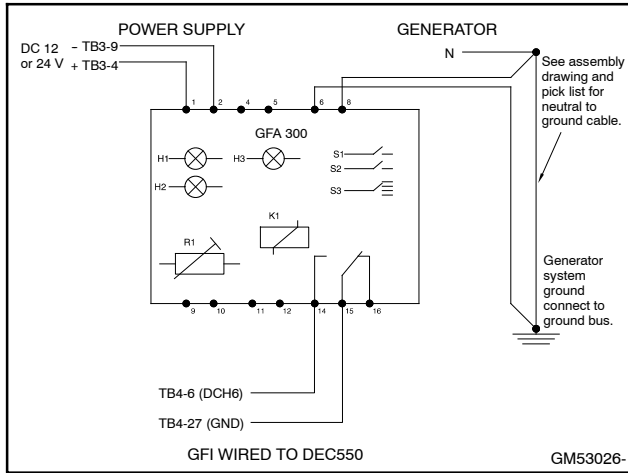 POWER SUPPLY
GENERATOR
DC 12
or 24 V
- TB3-9
+ TB3-4
N
See assembly
drawing and
pick list for
neutral to
ground cable.
1 2 4 5 6 8
GFA 300
H1
H3
S1
H2
S2
S3
K1
R1
Generator
system
ground
connect to
ground bus.
9 10 11 12 14 15 16
TB4-6 (DCH6)
TB4-27 (GND)
GFI WIRED TO DEC550
GM53026-